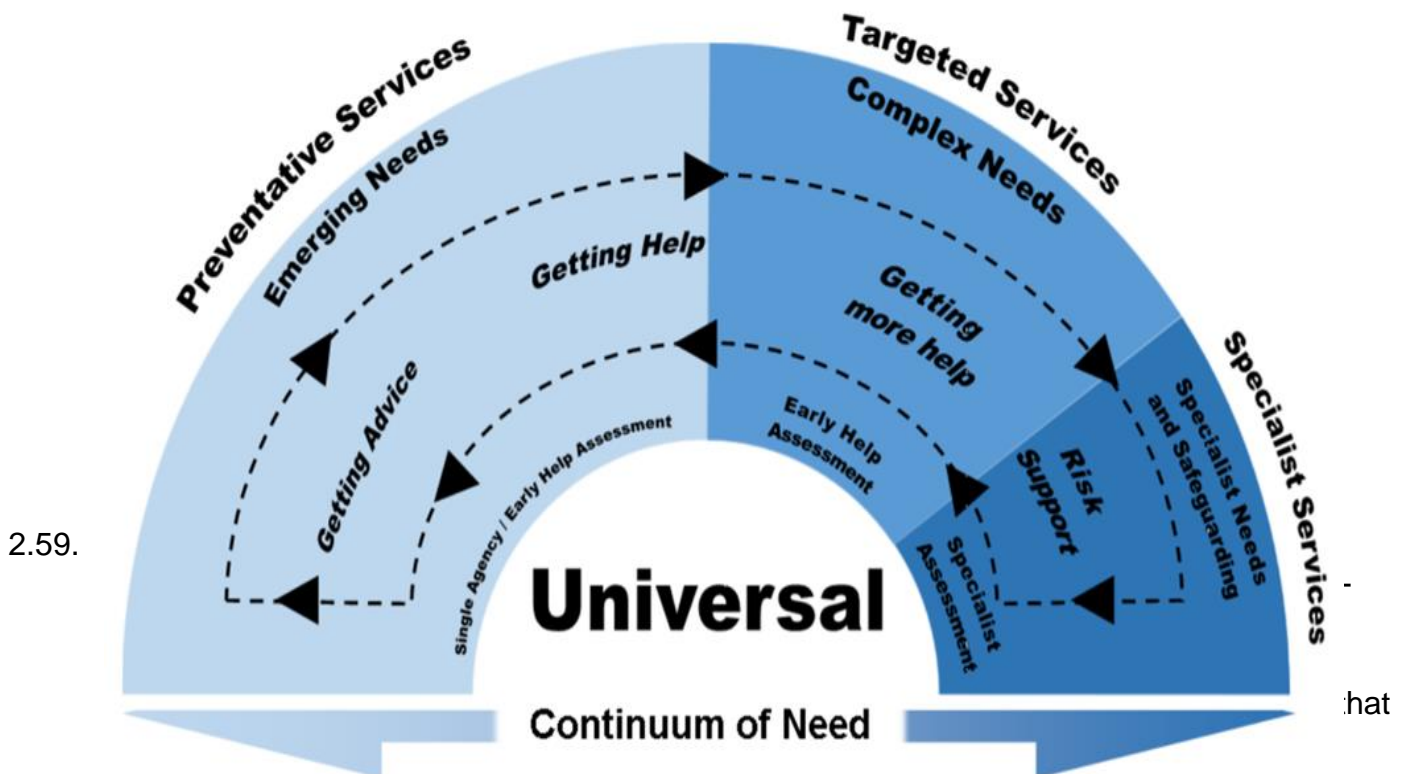 Preventative Services
Emerging Needs
Targeted Services
Complex Needs
Getting Help
Getting
more help
Getting Advice
Single Agency / Early Help Assessment
Early Help
Assessment
Specialist Services
Specialist Needs
and Safeguarding
Risk
Support
Specialist
Assessment
2.59.
Universal
Continuum of Need